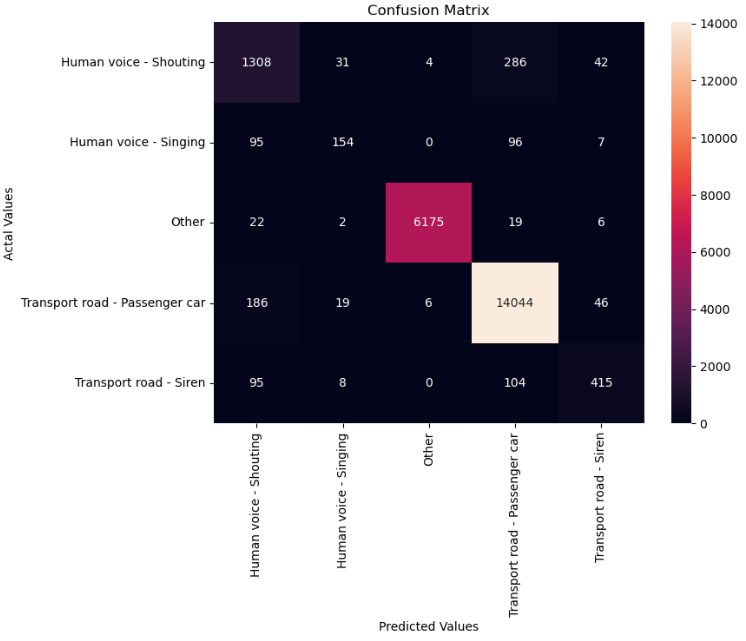 Confusion Matrix
Human voice - Shouting 1308 31 4 286 42
Human voice - Singing 95 154 0 96 7
Other 22 2 6175 19 6
Transport road - Passenger car 186 19 6 14044 46
Transport road - Siren 95 8 0 104 415
Actal Values
Human voice - Shouting
Human voice - Singing
Other
Transport road - Passenger car
Transport road - Siren
Predicted Values
14000
12000
10000
8000
6000
4000
2000
0